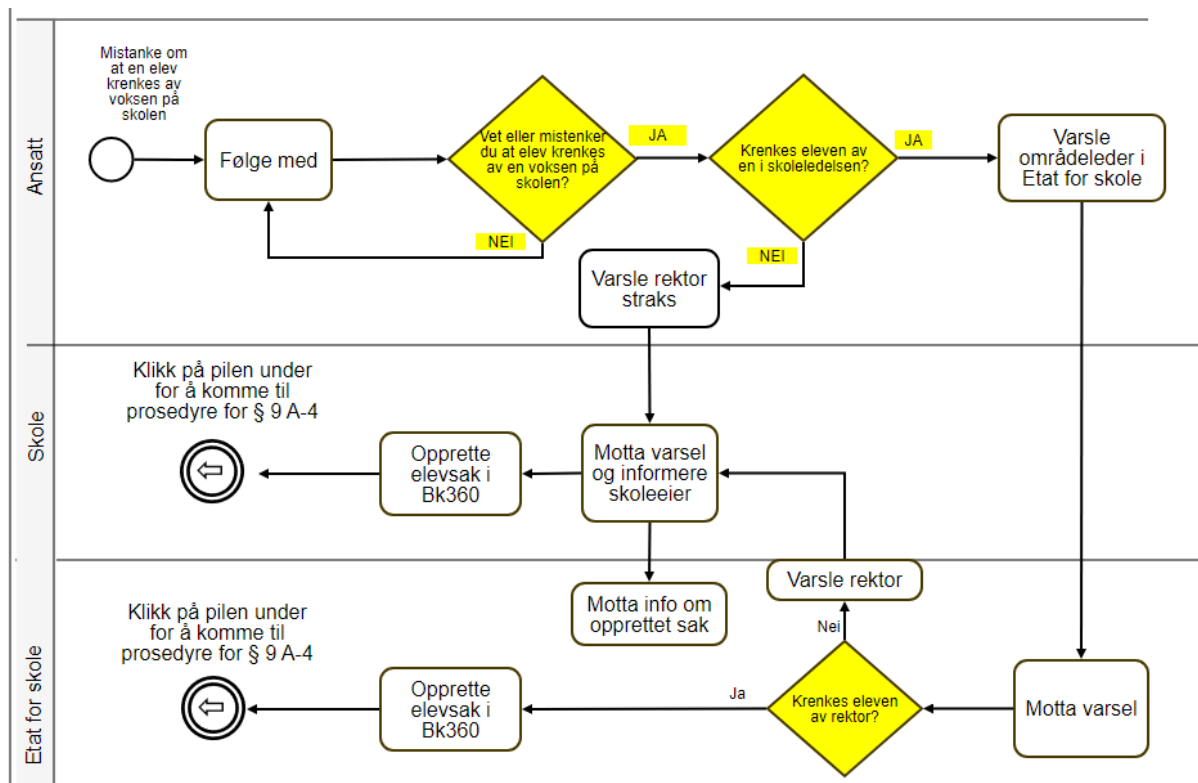 Ansatt
Mistanke om
at en elev
krenkes av
voksen på
skolen
Følge med
Vet eller mistenker
du at elev krenkes
av en voksen på
skolen?
JA
NEI
Krenkes eleven av
en i skoleledelsen?
JA
NEI
Varsle
områdeleder i
Etat for skole
Varsle rektor
straks
Skole
Klikk på pilen under
for å komme til
prosedyre for § 9 A-4
Opprette
elevsak i
Bk360
Motta varsel
og informere
skoleeier
Etat for skole
Varsle rektor
Motta info om
opprettet sak
Nei
Klikk på pilen under
for å komme til
prosedyre for § 9 A-4
Opprette
elevsak i
Bk360
Ja
Krenkes eleven
av rektor?
Motta varsel